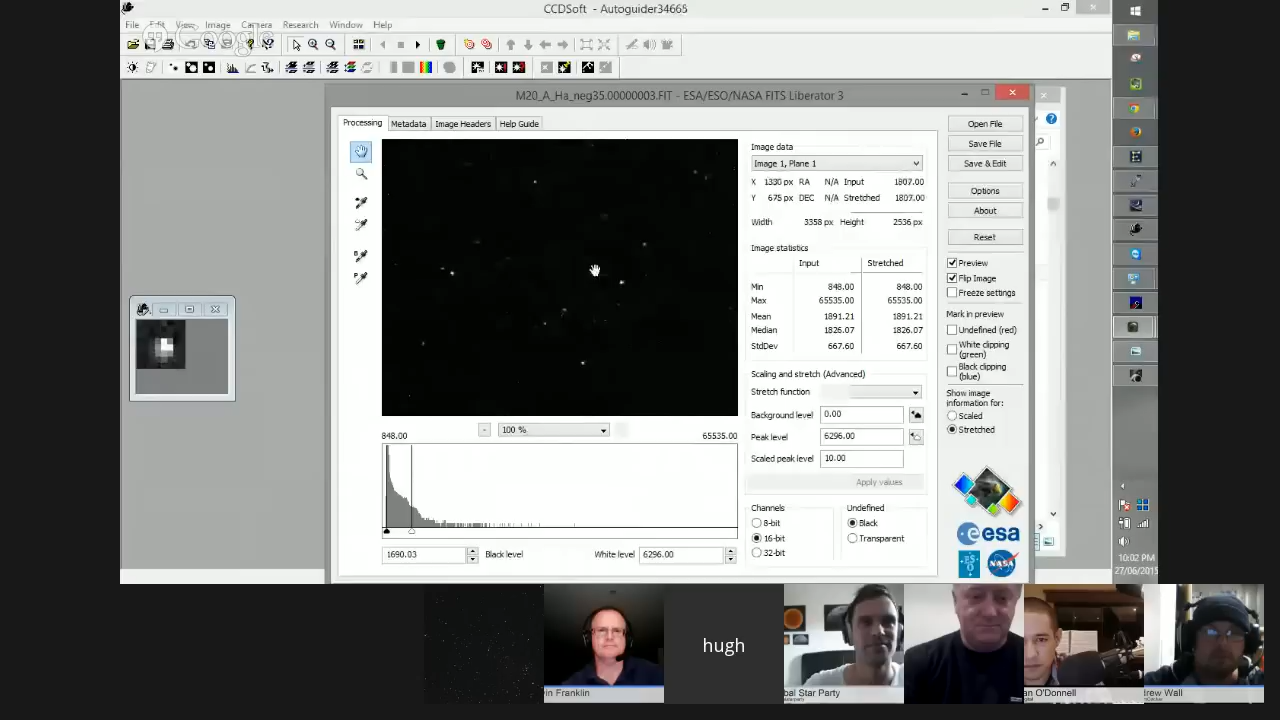 CCDSoft - Autoguider34665
File Edit View Image Camera Research Window Help
Google
M20_A_Ha_neg35.00000003.FIT - ESA/ESO/NASA FITS Liberator 3
Processing Metadata Image Headers Help Guide
Image data
Image 1, Plane 1
X 1330 px RA N/A Input 1807.00
Y 675 px DEC N/A Stretched 1807.00
Width 3358 px Height 2536 px
Image statistics
Input Stretched
Min 848.00 848.00
Max 65535.00 65535.00
Mean 1891.21 1891.21
Median 1826.07 1826.07
StdDev 667.60 667.60
Scaling and stretch (Advanced)
Stretch function
Background level 0.00
Peak level 6296.00
Scaled peak level 10.00
Apply values
Channels
8-bit
16-bit
32-bit
Undefined
Black
Transparent
848.00 - 100 % 65535.00
1690.03 Black level White level 6296.00
Open File
Save File
Save & Edit
Options
About
Reset
Preview
Flip Image
Freeze settings
Mark in preview
Undefined (red)
White clipping
(green)
Black clipping
(blue)
Show image
information for:
Scaled
Stretched
esa
ESO
NASA
10:02 PM
27/06/2015
hugh
in Franklin
bal Star Party
an O'Donnell
drew Wall